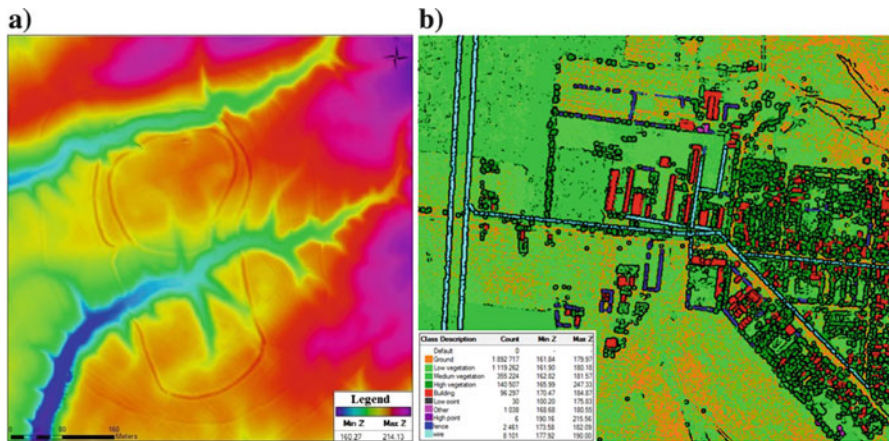 a)
b)
0 80 160
Meters
Legend
Min Z Max Z
160.27 214.13
Class Description Count Min Z Max Z
Default 0 - -
Ground 1 892 717 161.84 179.97
Low vegetation 1 119 262 161.90 180.18
Medium vegetation 355 224 162.82 181.57
High vegetation 140 507 165.99 247.33
Building 96 297 170.47 184.87
Low point 30 100.20 175.83
Other 1 038 168.68 180.55
High point 6 190.16 215.56
fence 2 461 173.58 182.09
wire 8 101 177.92 190.00